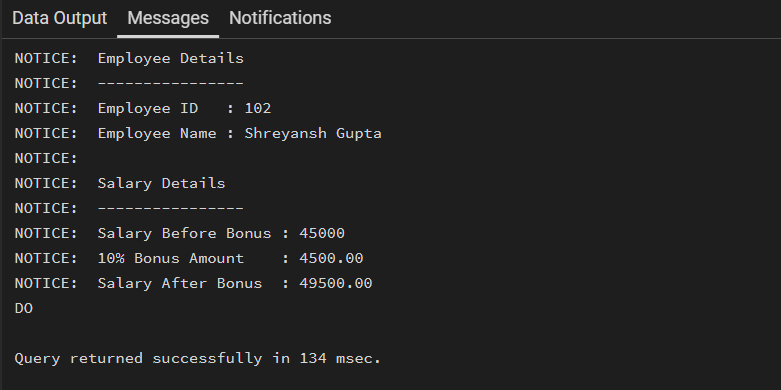 Data Output Messages Notifications
NOTICE:  Employee Details
NOTICE:  ----------------
NOTICE:  Employee ID   : 102
NOTICE:  Employee Name : Shreyansh Gupta
NOTICE:
NOTICE:  Salary Details
NOTICE:  ----------------
NOTICE:  Salary Before Bonus : 45000
NOTICE:  10% Bonus Amount    : 4500.00
NOTICE:  Salary After Bonus  : 49500.00
DO
Query returned successfully in 134 msec.